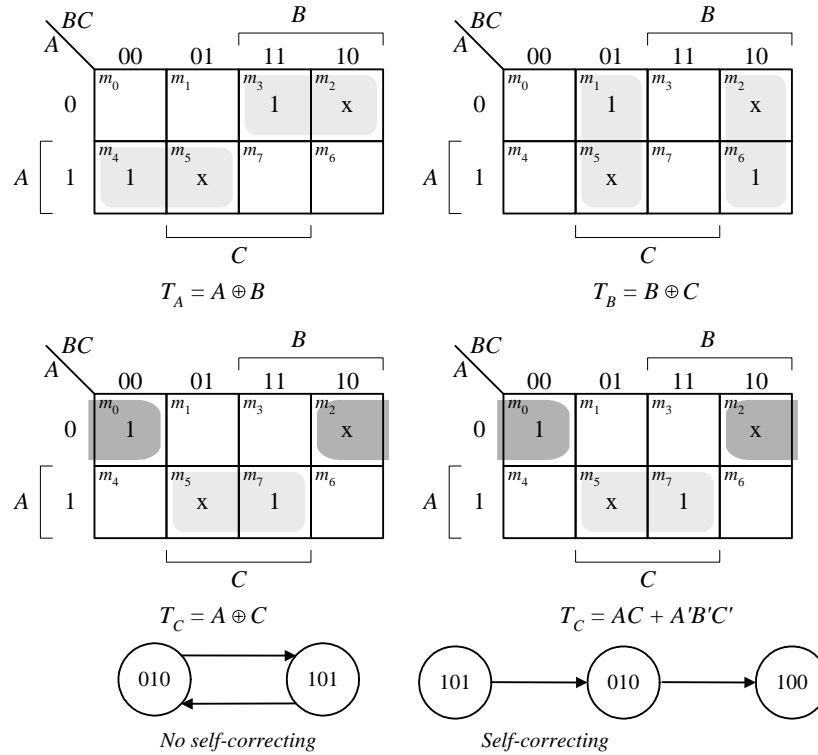 BC B BC B
A 00 01 11 10 A 00 01 11 10
m0 m1 m3 m2 m0 m1 m3 m2
0 1 x 0 1 x
m4 m5 m7 m6 m4 m5 m7 m6
A 1 1 x A 1 x 1
C C
T_A = A ⊕ B T_B = B ⊕ C
BC B BC B
A 00 01 11 10 A 00 01 11 10
m0 m1 m3 m2 m0 m1 m3 m2
0 1 x 0 1 x
m4 m5 m7 m6 m4 m5 m7 m6
A 1 x 1 A 1 x 1
C C
T_C = A ⊕ C T_C = AC + A'B'C'
010 101 101 010 100
No self-correcting Self-correcting